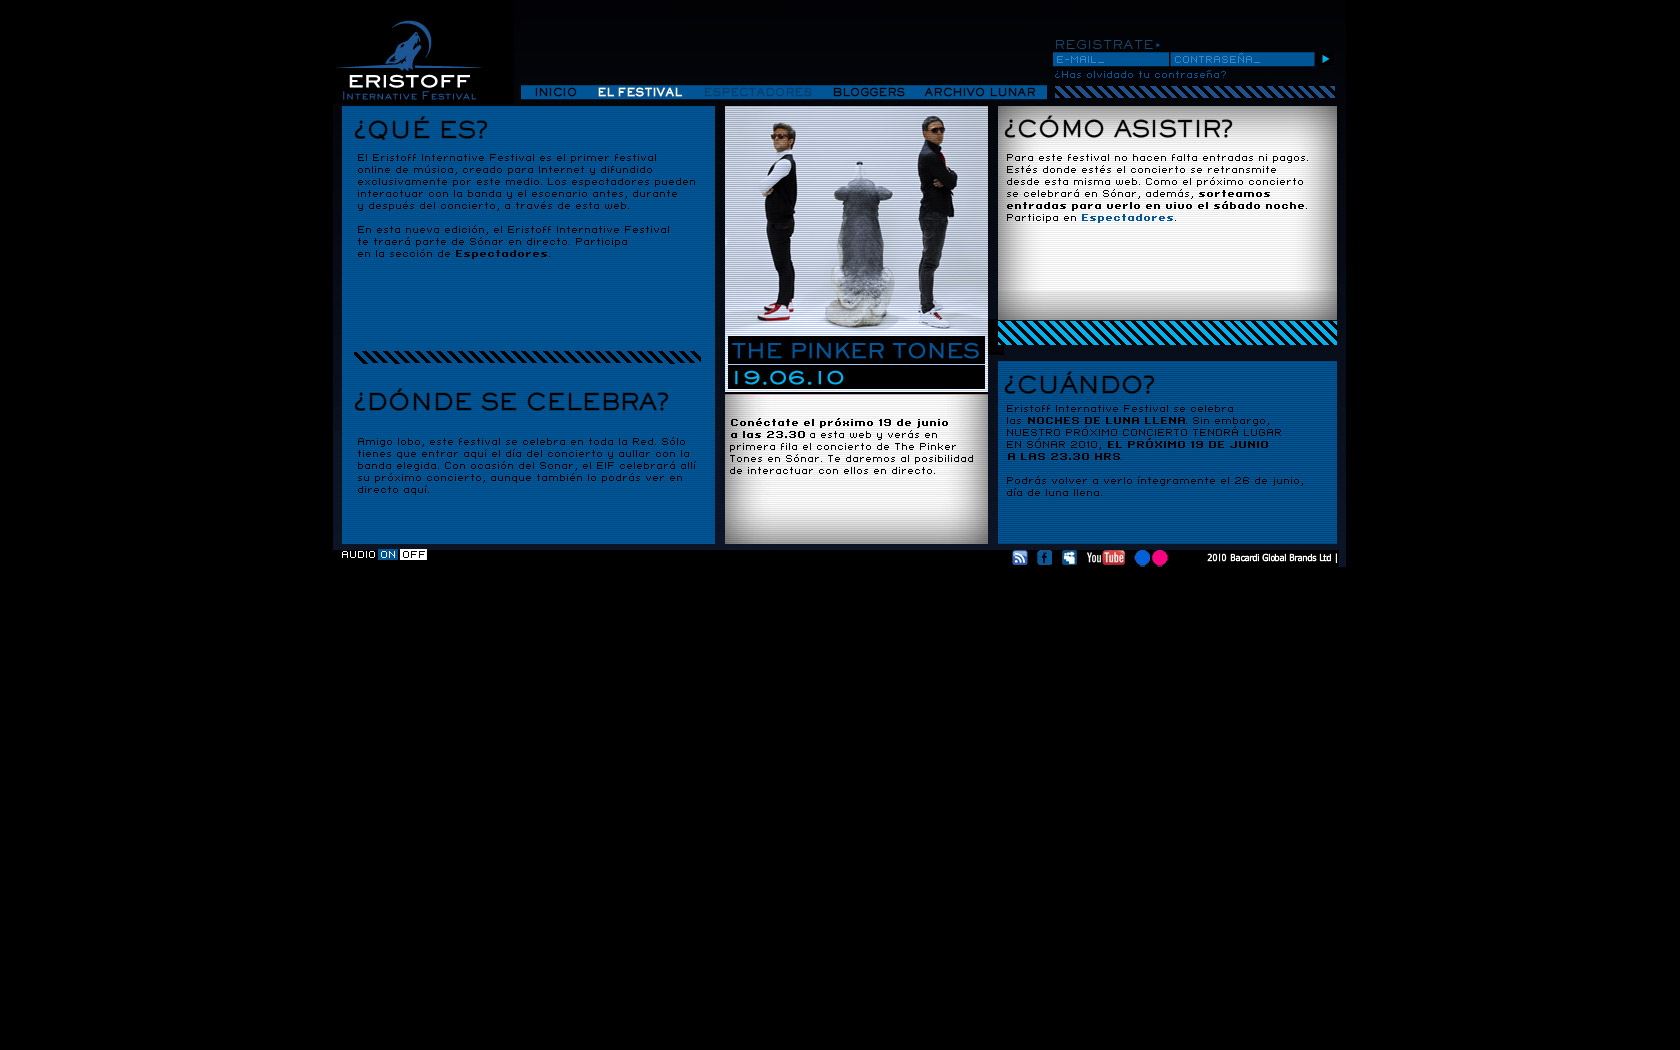 ERISTOFF
INTERNATIVE FESTIVAL
REGISTRATE
E-MAIL_
CONTRASEÑA_
¿Has olvidado tu contraseña?
INICIO
EL FESTIVAL
ESPECTADORES
BLOGGERS
ARCHIVO LUNAR
¿QUÉ ES?
El Eristoff Internative Festival es el primer festival
online de música, creado para Internet y difundido
exclusivamente por este medio. Los espectadores pueden
interactuar con la banda y el escenario antes, durante
y después del concierto, a través de esta web.
En esta nueva edición, el Eristoff Internative Festival
te traerá parte de Sónar en directo. Participa
en la sección de Espectadores.
¿DÓNDE SE CELEBRA?
Amigo lobo, este festival se celebra en toda la Red. Sólo
tienes que entrar aquí el día del concierto y aullar con la
banda elegida. Con ocasión del Sonar, el EIF celebrará allí
su próximo concierto, aunque también lo podrás ver en
directo aquí.
THE PINKER TONES
19.06.10
Conéctate el próximo 19 de junio
a las 23.30 a esta web y verás en
primera fila el concierto de The Pinker
Tones en Sónar. Te daremos al posibilidad
de interactuar con ellos en directo.
¿CÓMO ASISTIR?
Para este festival no hacen falta entradas ni pagos.
Estés donde estés el concierto se retransmite
desde esta misma web. Como el próximo concierto
se celebrará en Sónar, además, sorteamos
entradas para verlo en vivo el sábado noche.
Participa en Espectadores.
¿CUÁNDO?
Eristoff Internative Festival se celebra
las NOCHES DE LUNA LLENA. Sin embargo,
NUESTRO PRÓXIMO CONCIERTO TENDRÁ LUGAR
EN SÓNAR 2010, EL PRÓXIMO 19 DE JUNIO
A LAS 23.30 HRS.
Podrás volver a verlo íntegramente el 26 de junio,
día de luna llena.
AUDIO ON OFF
You Tube
2010 Bacardi Global Brands Ltd |